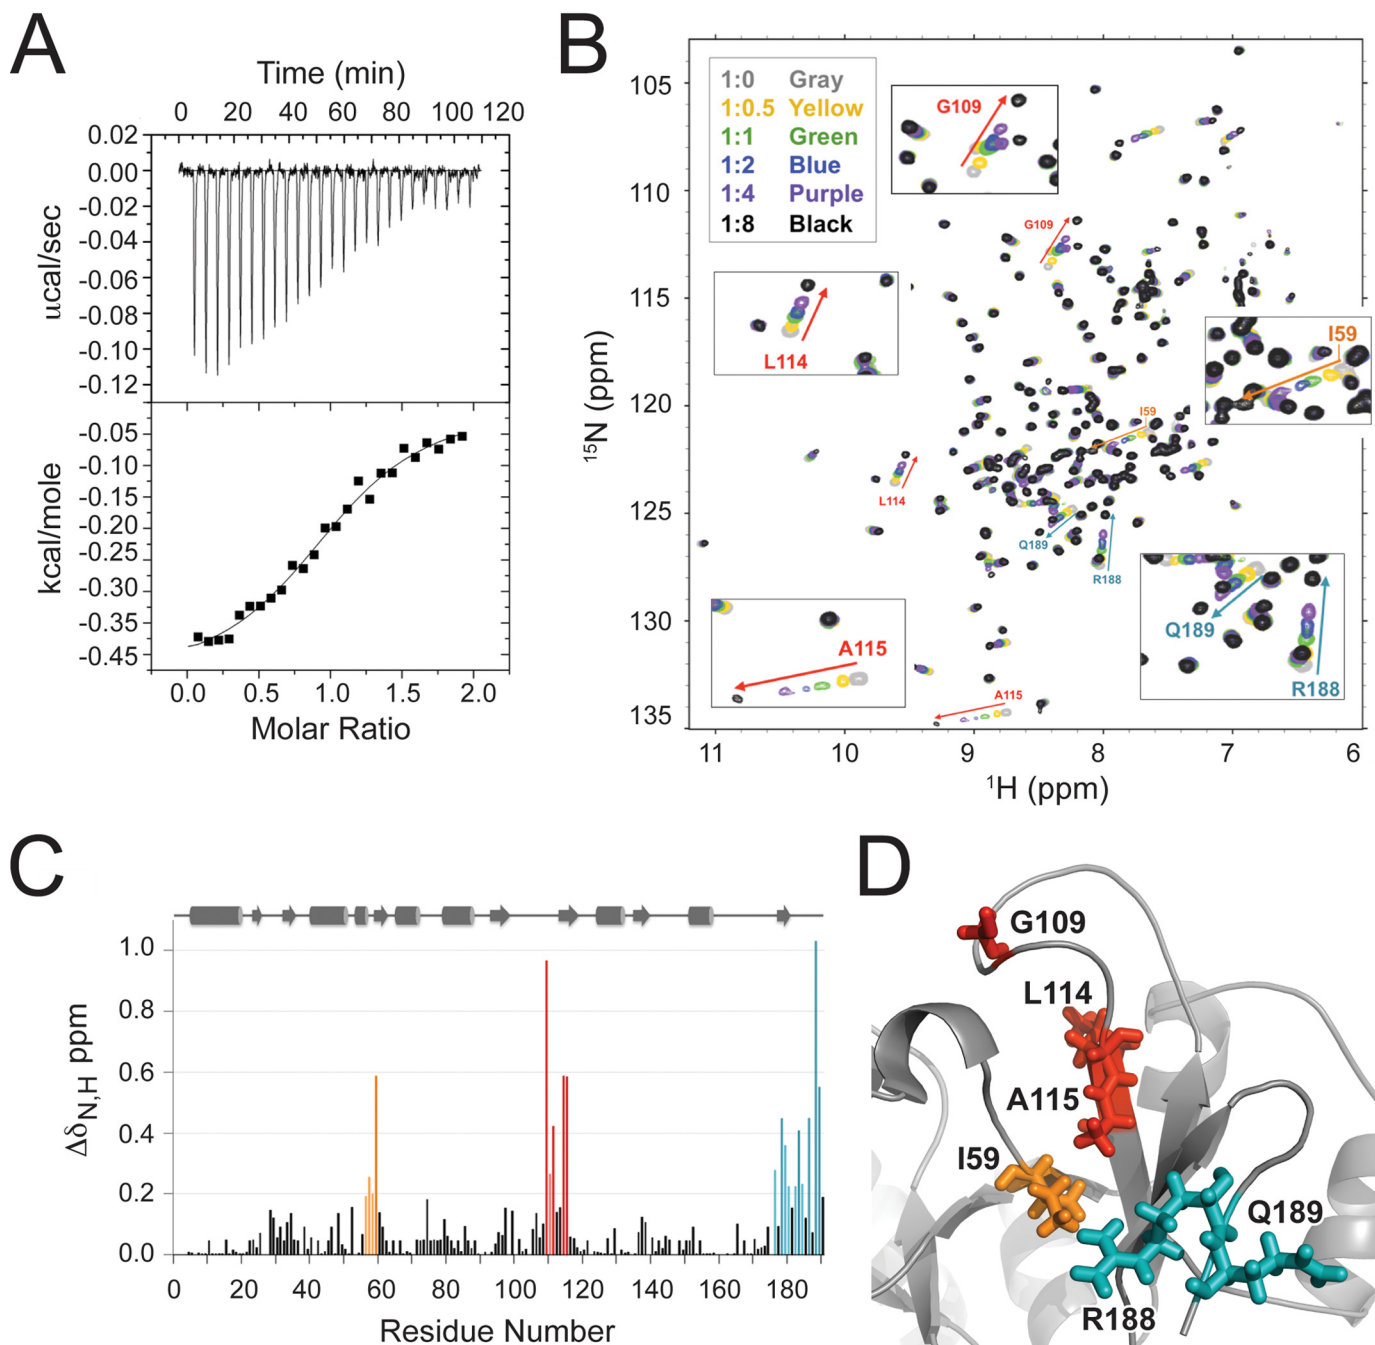 A
Time (min)
0 20 40 60 80 100 120
0.02
0.00
-0.02
-0.04
-0.06
-0.08
-0.10
-0.12
ucal/sec
-0.05
-0.10
-0.15
-0.20
-0.25
-0.30
-0.35
-0.45
kcal/mole
0.0 0.5 1.0 1.5 2.0
Molar Ratio
B
1:0 Gray
1:0.5 Yellow
1:1 Green
1:2 Blue
1:4 Purple
1:8 Black
G109
G109
L114
I59
I59
L114
Q189
R188
Q189
R188
A115
A115
105
110
115
120
125
130
135
15N (ppm)
11 10 9 8 7 6
1H (ppm)
C
1.0
0.8
0.6
0.4
0.2
0.0
ΔδN,H ppm
0 20 40 60 80 100 120 140 160 180
Residue Number
D
G109
L114
A115
I59
Q189
R188